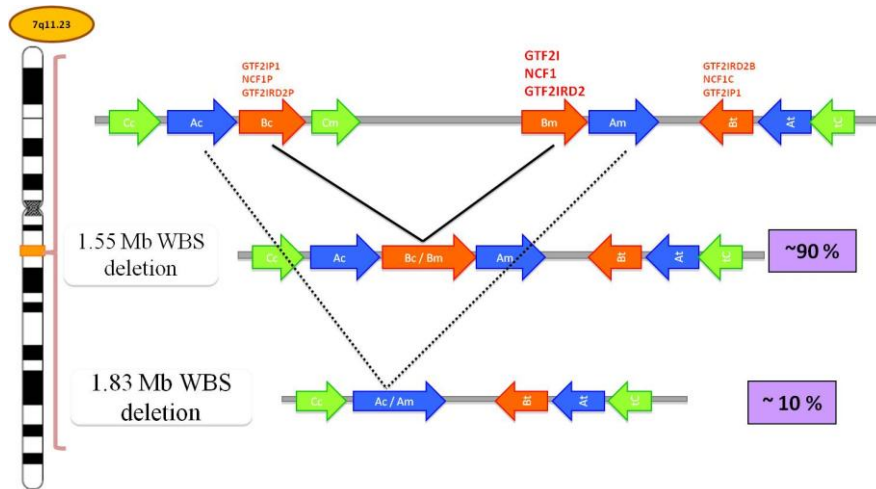 7q11.23
GTF2IP1
NCF1P
GTF2IRD2P
GTF2I
NCF1
GTF2IRD2
GTF2IRD2B
NCF1C
GTF2IP1
Cc
Ac
Bc
Cm
Bm
Am
Bt
At
tC
1.55 Mb WBS
deletion
Cc
Ac
Bc / Bm
Am
Bt
At
tC
~90 %
1.83 Mb WBS
deletion
Cc
Ac / Am
Bt
At
tC
~ 10 %